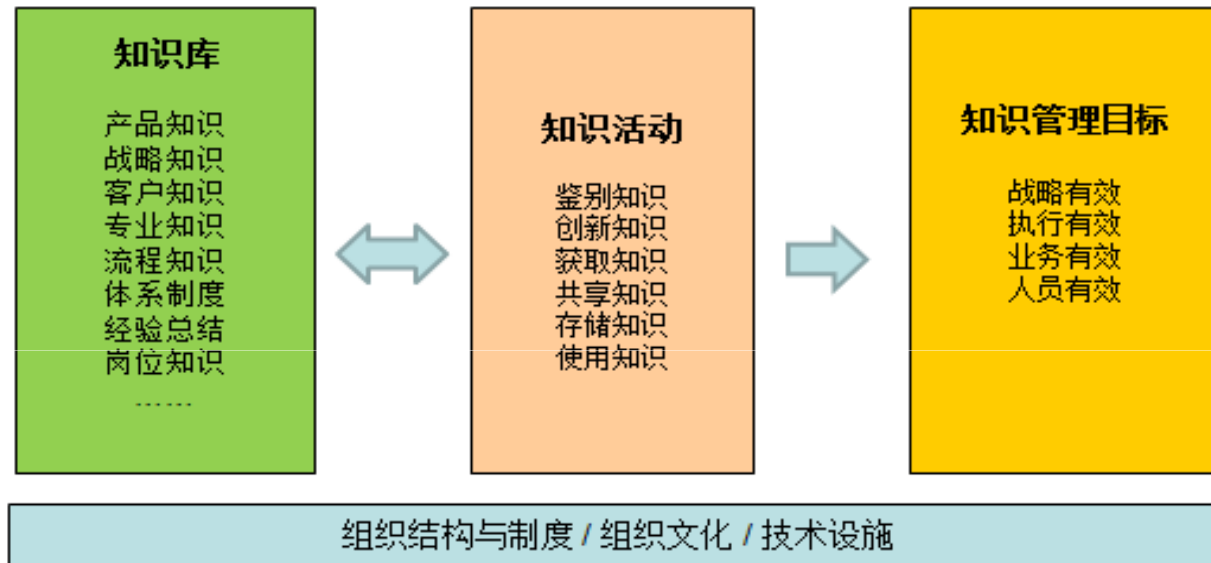 知识库
产品知识
战略知识
客户知识
专业知识
流程知识
体系制度
经验总结
岗位知识
……
知识活动
鉴别知识
创新知识
获取知识
共享知识
存储知识
使用知识
知识管理目标
战略有效
执行有效
业务有效
人员有效
组织结构与制度 / 组织文化 / 技术设施